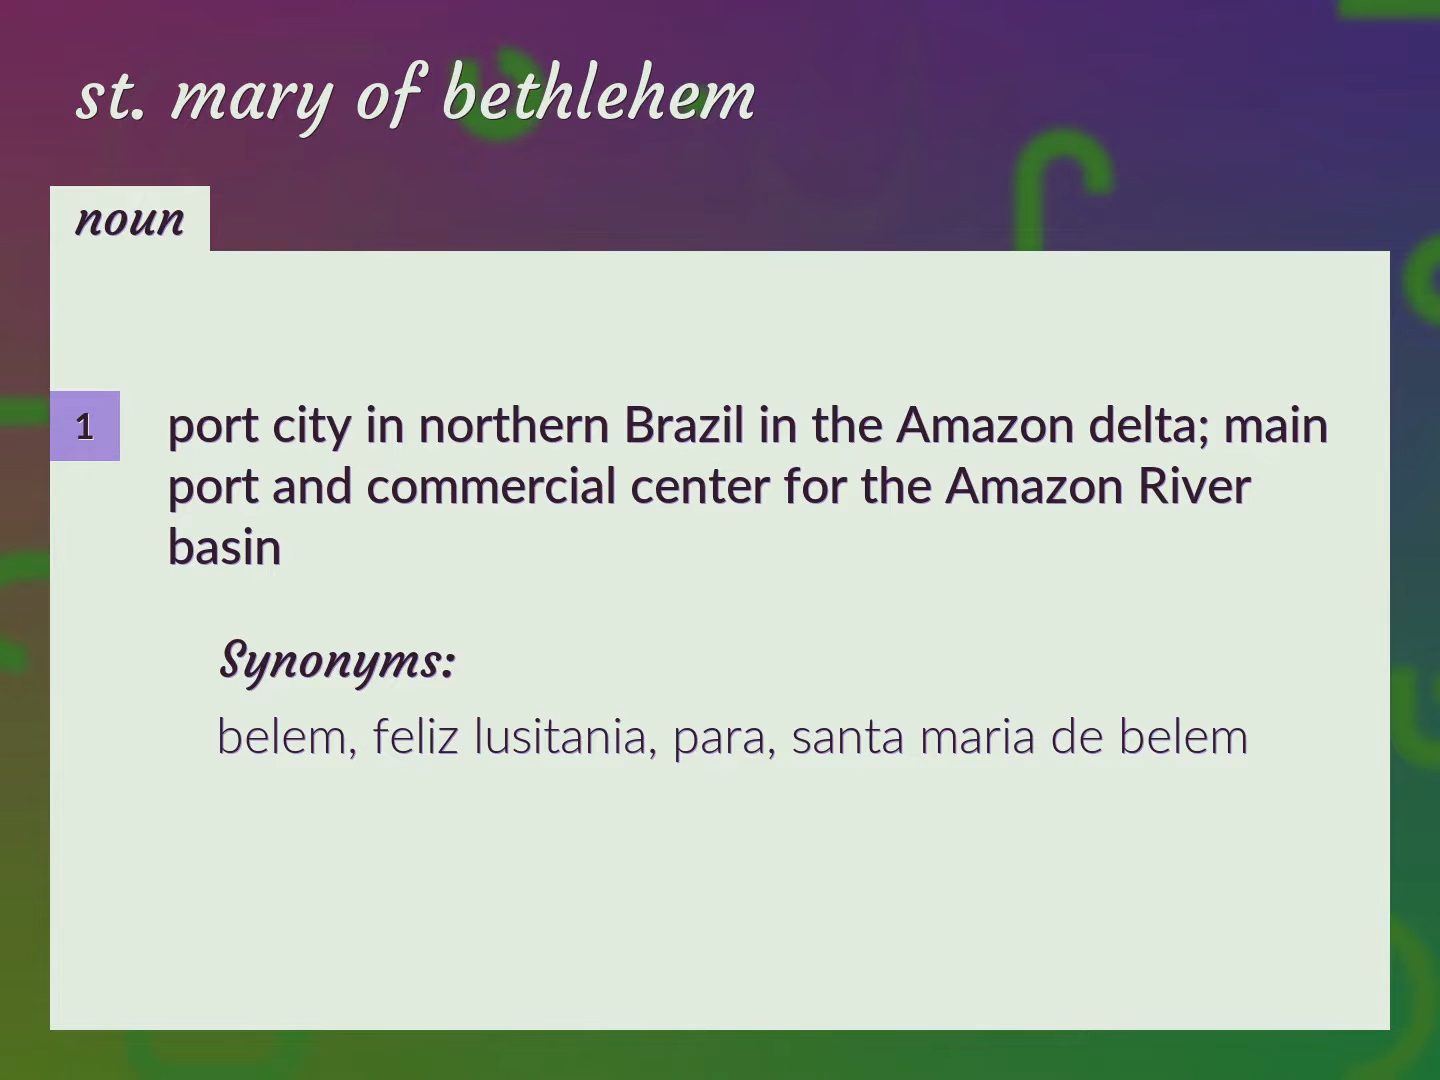 st. mary of bethlehem
noun
1
port city in northern Brazil in the Amazon delta; main
port and commercial center for the Amazon River
basin
Synonyms:
belem, feliz lusitania, para, santa maria de belem